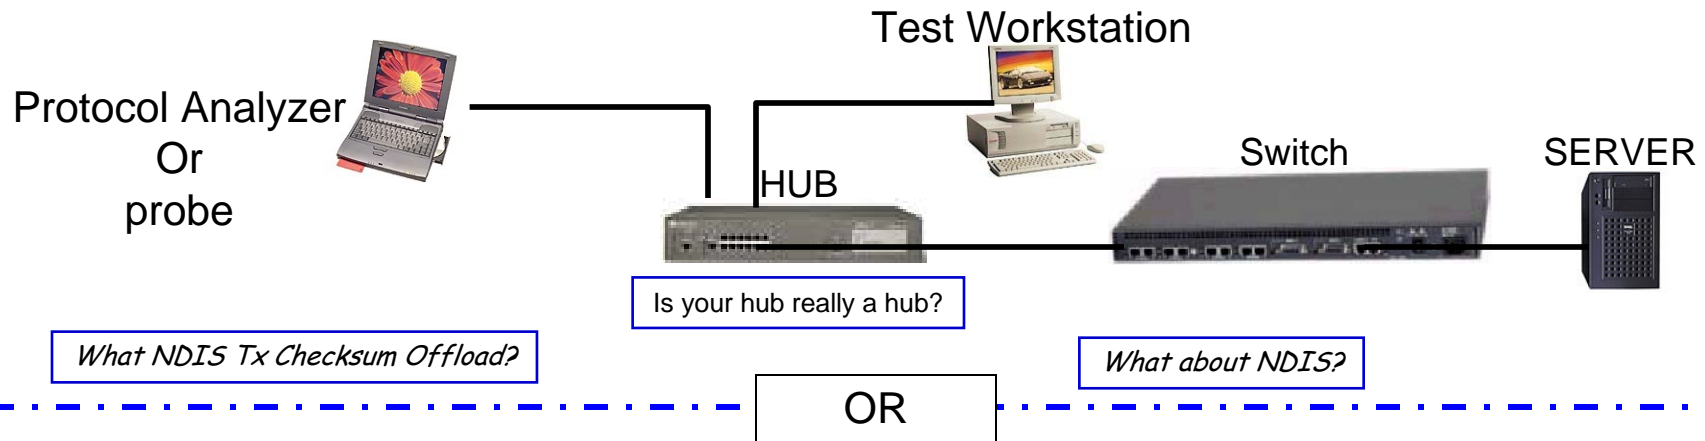 Test Workstation
Protocol Analyzer
Or
probe
HUB
Switch
SERVER
Is your hub really a hub?
What NDIS Tx Checksum Offload?
What about NDIS?
OR